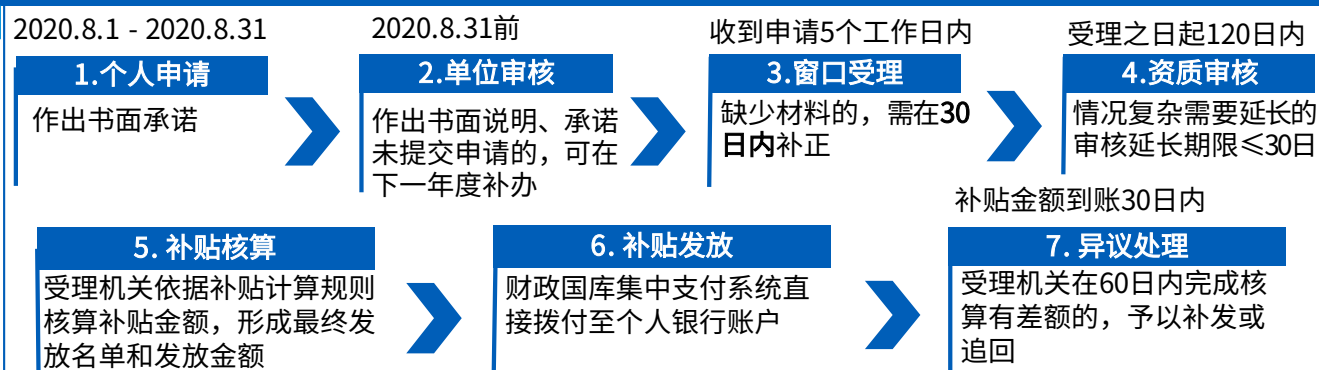 2020.8.1 - 2020.8.31
1.个人申请
作出书面承诺
2020.8.31前
2.单位审核
作出书面说明、承诺
未提交申请的，可在
下一年度补办
收到申请5个工作日内
3.窗口受理
缺少材料的，需在30
日内补正
受理之日起120日内
4.资质审核
情况复杂需要延长的
审核延长期限≤30日
5. 补贴核算
受理机关依据补贴计算规则
核算补贴金额，形成最终发
放名单和发放金额
6. 补贴发放
财政国库集中支付系统直
接拨付至个人银行账户
补贴金额到账30日内
7. 异议处理
受理机关在60日内完成核
算有差额的，予以补发或
追回